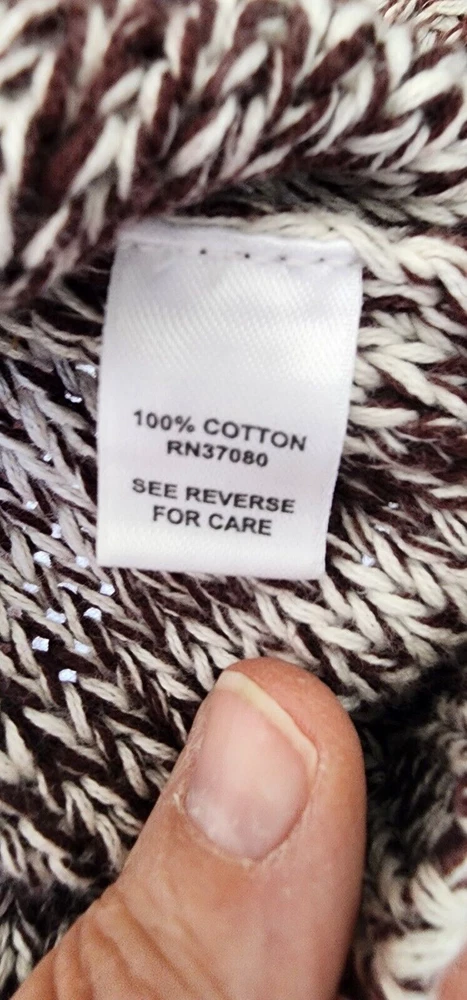 100% COTTON
RN37080
SEE REVERSE
FOR CARE